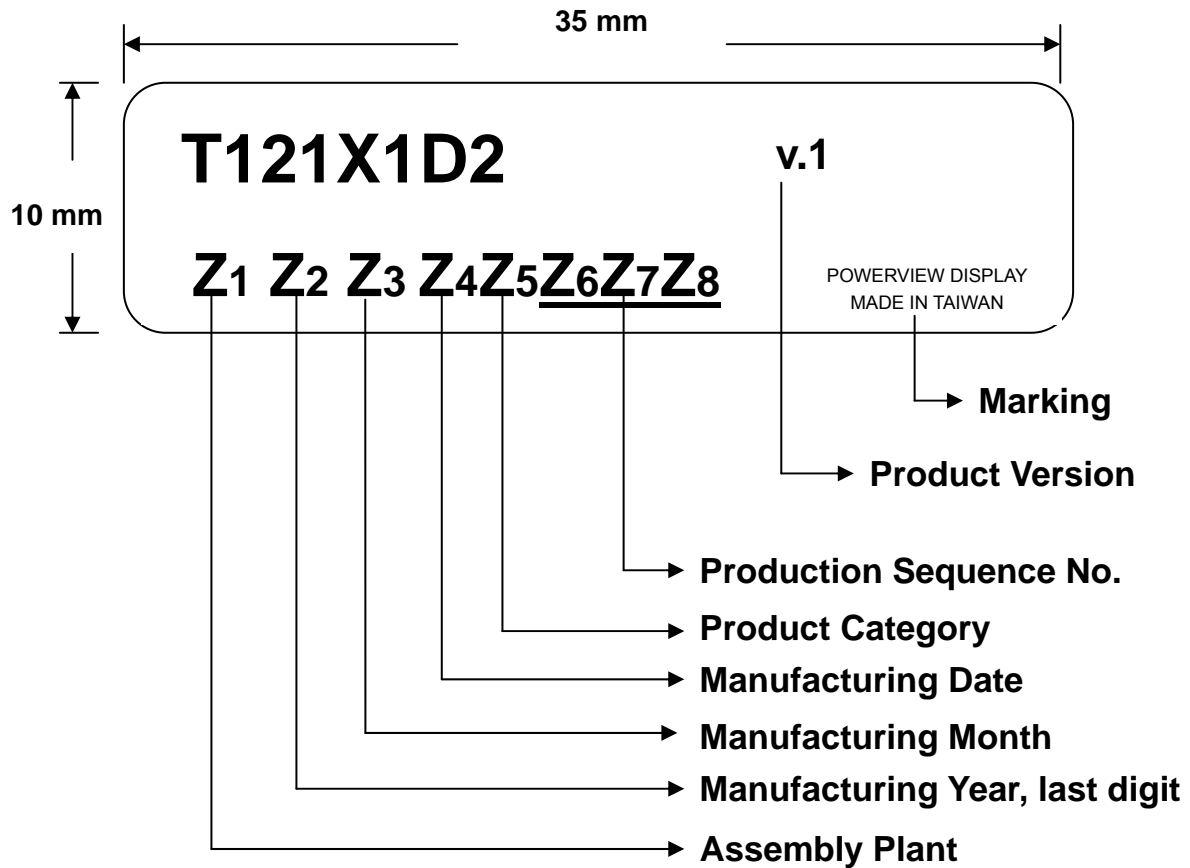 35 mm
T121X1D2 v.1
10 mm
Z1 Z2 Z3 Z4Z5Z6Z7Z8
POWERVIEW DISPLAY
MADE IN TAIWAN
Marking
Product Version
Production Sequence No.
Product Category
Manufacturing Date
Manufacturing Month
Manufacturing Year, last digit
Assembly Plant